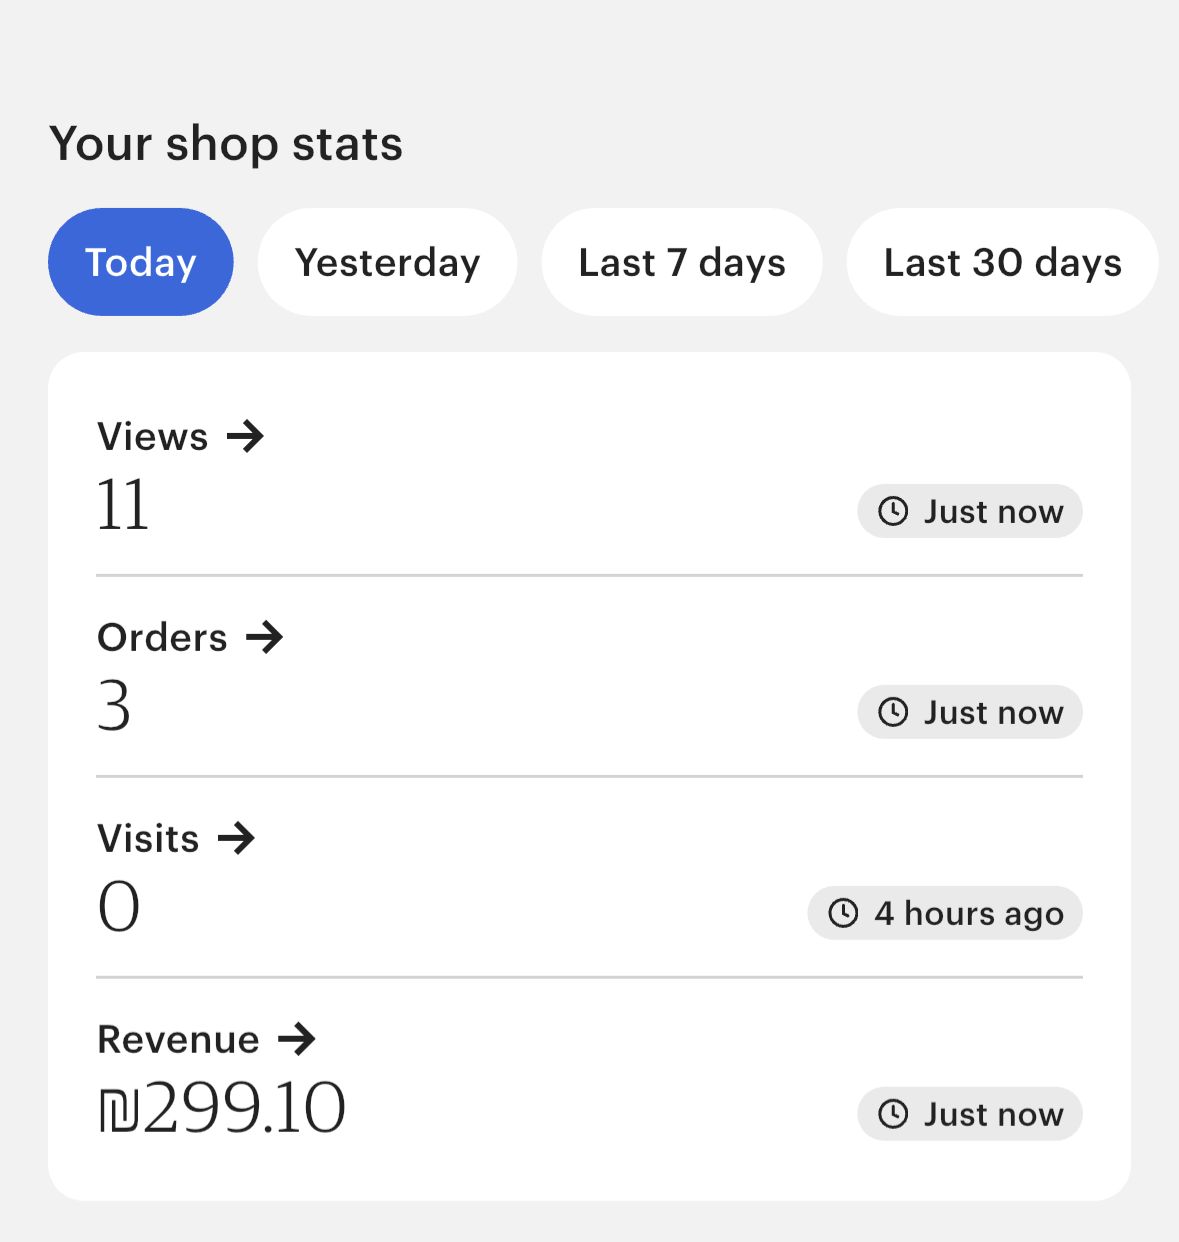 Your shop stats
Today Yesterday Last 7 days Last 30 days
Views →
11
Just now
Orders →
3
Just now
Visits →
0
4 hours ago
Revenue →
₪299.10
Just now